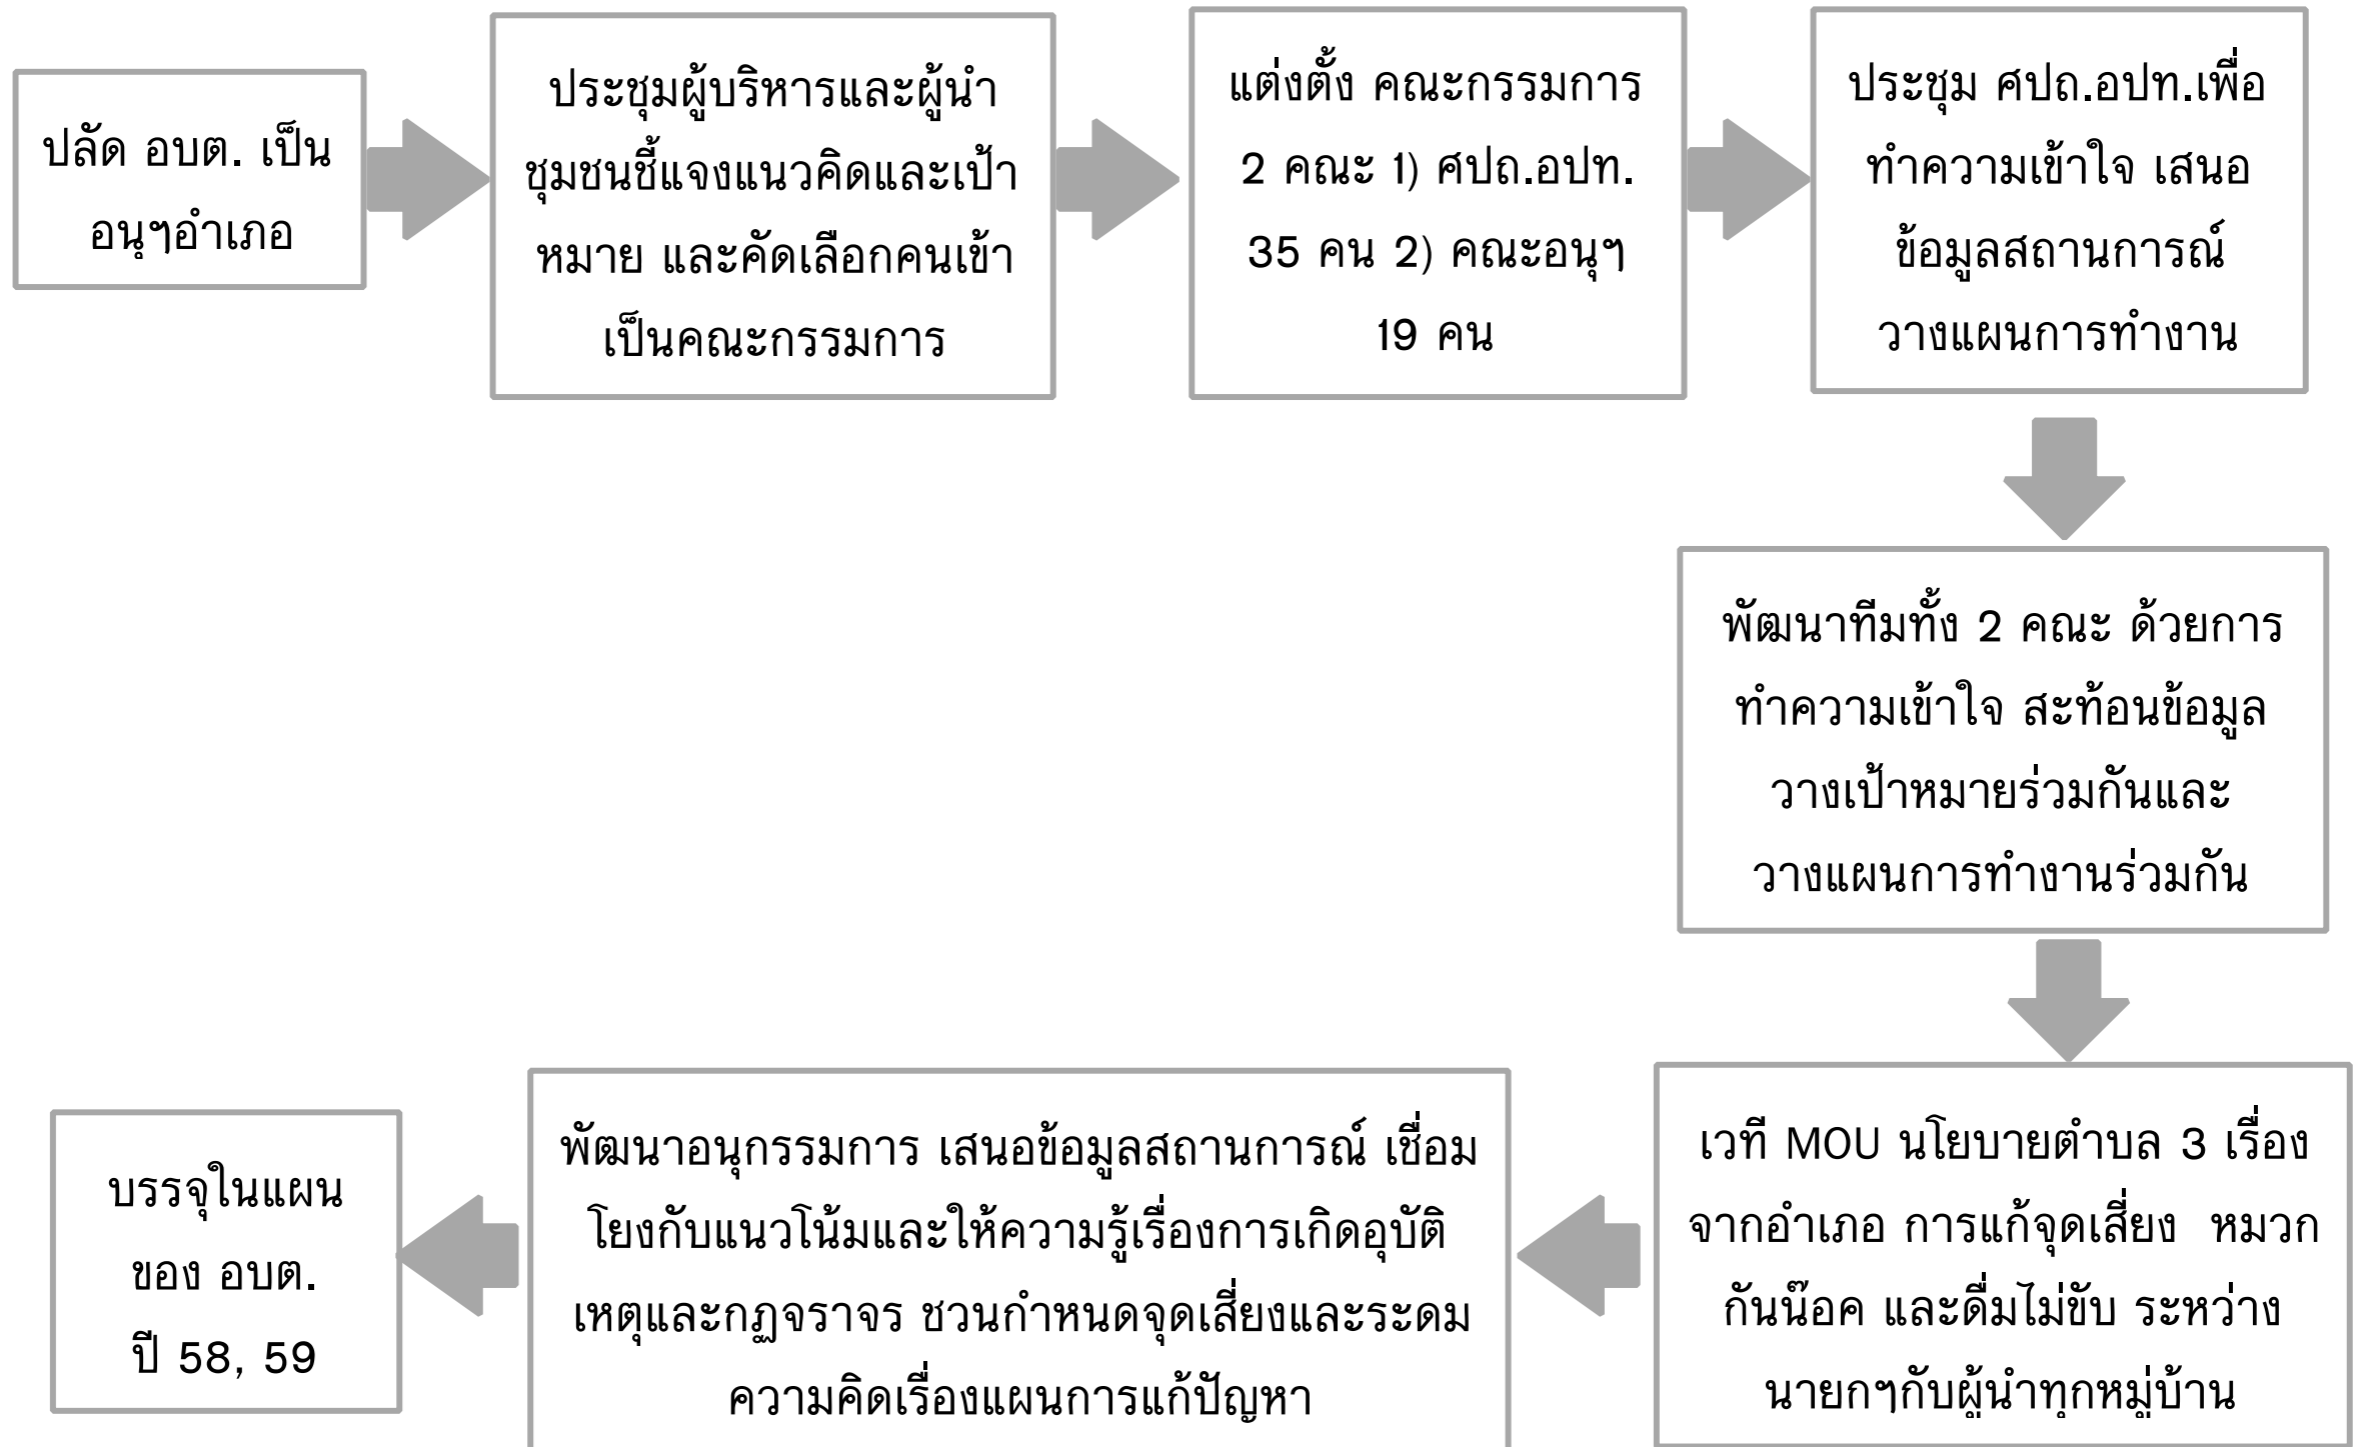 ปลัด อบต. เป็น
อนุฯอำเภอ
ประชุมผู้บริหารและผู้นำ
ชุมชนชี้แจงแนวคิดและเป้า
หมาย และคัดเลือกคนเข้า
เป็นคณะกรรมการ
แต่งตั้ง คณะกรรมการ
2 คณะ 1) ศปถ.อปท.
35 คน 2) คณะอนุฯ
19 คน
ประชุม ศปถ.อปท.เพื่อ
ทำความเข้าใจ เสนอ
ข้อมูลสถานการณ์
วางแผนการทำงาน
พัฒนาทีมทั้ง 2 คณะ ด้วยการ
ทำความเข้าใจ สะท้อนข้อมูล
วางเป้าหมายร่วมกันและ
วางแผนการทำงานร่วมกัน
เวที MOU นโยบายตำบล 3 เรื่อง
จากอำเภอ การแก้จุดเสี่ยง หมวก
กันน๊อค และดื่มไม่ขับ ระหว่าง
นายกฯกับผู้นำทุกหมู่บ้าน
พัฒนาอนุกรรมการ เสนอข้อมูลสถานการณ์ เชื่อม
โยงกับแนวโน้มและให้ความรู้เรื่องการเกิดอุบัติ
เหตุและกฎจราจร ชวนกำหนดจุดเสี่ยงและระดม
ความคิดเรื่องแผนการแก้ปัญหา
บรรจุในแผน
ของ อบต.
ปี 58, 59